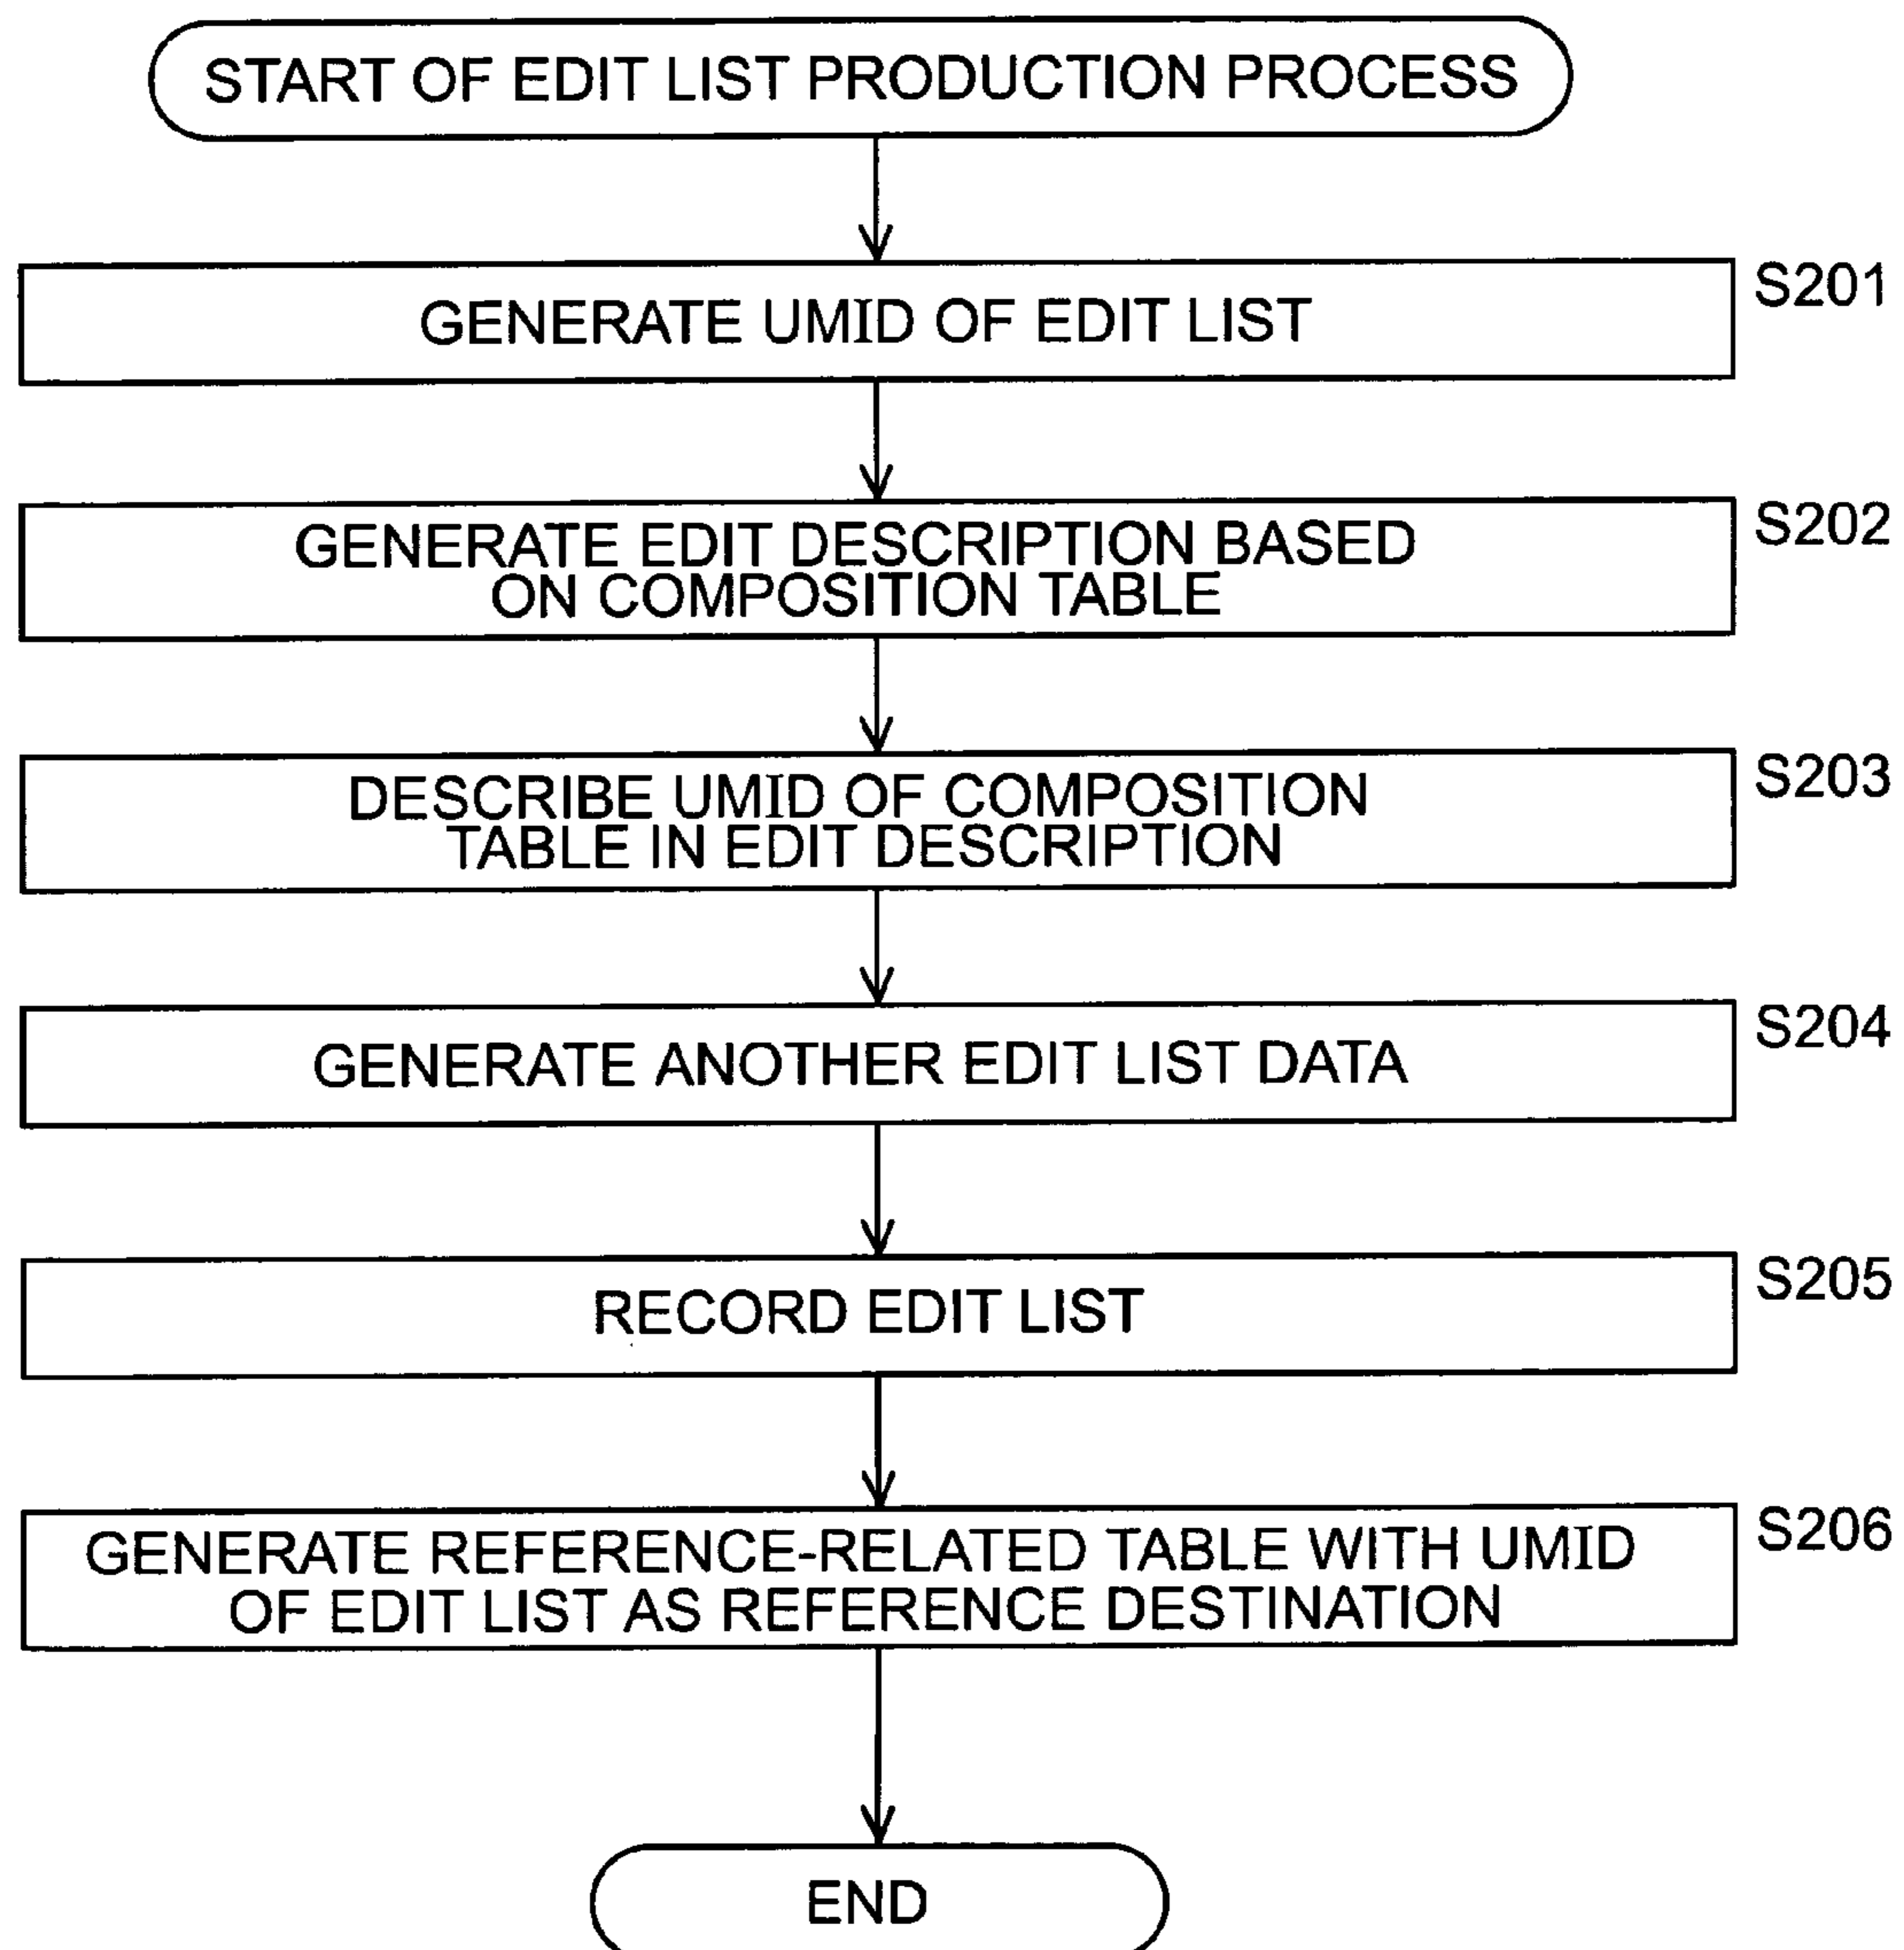 START OF EDIT LIST PRODUCTION PROCESS
S201
GENERATE UMID OF EDIT LIST
S202
GENERATE EDIT DESCRIPTION BASED
ON COMPOSITION TABLE
S203
DESCRIBE UMID OF COMPOSITION
TABLE IN EDIT DESCRIPTION
S204
GENERATE ANOTHER EDIT LIST DATA
S205
RECORD EDIT LIST
S206
GENERATE REFERENCE-RELATED TABLE WITH UMID
OF EDIT LIST AS REFERENCE DESTINATION
END